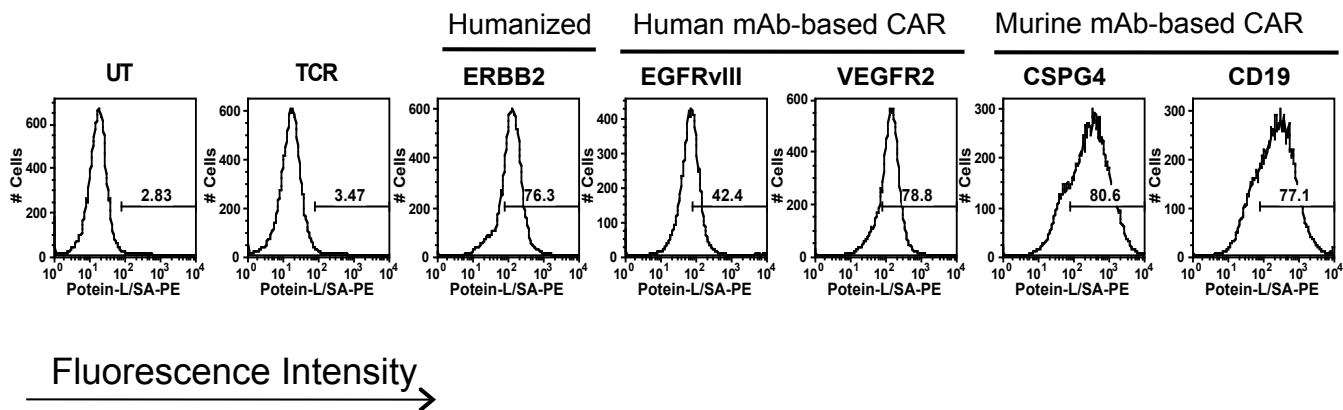 Humanized Human mAb-based CAR Murine mAb-based CAR
UT TCR ERBB2 EGFRvIII VEGFR2 CSPG4 CD19
# Cells
600
400
200
0
2.83
10^0 10^1 10^2 10^3 10^4
Potein-L/SA-PE
# Cells
600
400
200
0
3.47
10^0 10^1 10^2 10^3 10^4
Potein-L/SA-PE
# Cells
600
400
200
0
76.3
10^0 10^1 10^2 10^3 10^4
Potein-L/SA-PE
# Cells
400
300
200
100
0
42.4
10^0 10^1 10^2 10^3 10^4
Potein-L/SA-PE
# Cells
600
400
200
0
78.8
10^0 10^1 10^2 10^3 10^4
Potein-L/SA-PE
# Cells
300
200
100
0
80.6
10^0 10^1 10^2 10^3 10^4
Potein-L/SA-PE
# Cells
300
200
100
0
77.1
10^0 10^1 10^2 10^3 10^4
Potein-L/SA-PE
Fluorescence Intensity